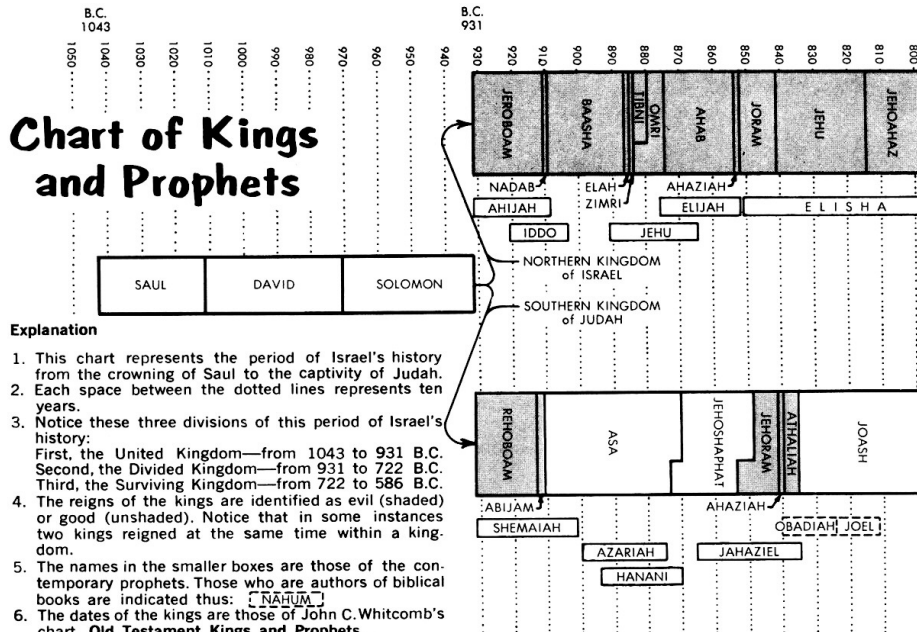 B.C.
1043
B.C.
931
1050
1040
1030
1020
1010
1000
990
980
970
960
950
940
930
920
910
900
890
880
870
860
850
840
830
820
810
800
Chart of Kings
and Prophets
JEROBOAM
BAASHA
TIBNI
OMRI
AHAB
JORAM
JEHU
JEHOAHAZ
NADAB
ELAH
ZIMRI
AHAZIAH
AHIJAH
ELIJAH
ELISHA
IDDO
JEHU
NORTHERN KINGDOM
of ISRAEL
SAUL
DAVID
SOLOMON
SOUTHERN KINGDOM
of JUDAH
Explanation
1. This chart represents the period of Israel's history
from the crowning of Saul to the captivity of Judah.
2. Each space between the dotted lines represents ten
years.
3. Notice these three divisions of this period of Israel's
history:
First, the United Kingdom—from 1043 to 931 B.C.
Second, the Divided Kingdom—from 931 to 722 B.C.
Third, the Surviving Kingdom—from 722 to 586 B.C.
4. The reigns of the kings are identified as evil (shaded)
or good (unshaded). Notice that in some instances
two kings reigned at the same time within a king-
dom.
5. The names in the smaller boxes are those of the con-
temporary prophets. Those who are authors of biblical
books are indicated thus: NAHUM
6. The dates of the kings are those of John C. Whitcomb's
chart, Old Testament Kings and Prophets
REHOBOAM
ASA
JEHOSHAPHAT
JEHORAM
ATHALIAH
JOASH
ABIJAM
AHAZIAH
SHEMAIAH
OBADIAH
JOEL
AZARIAH
JAHAZIEL
HANANI